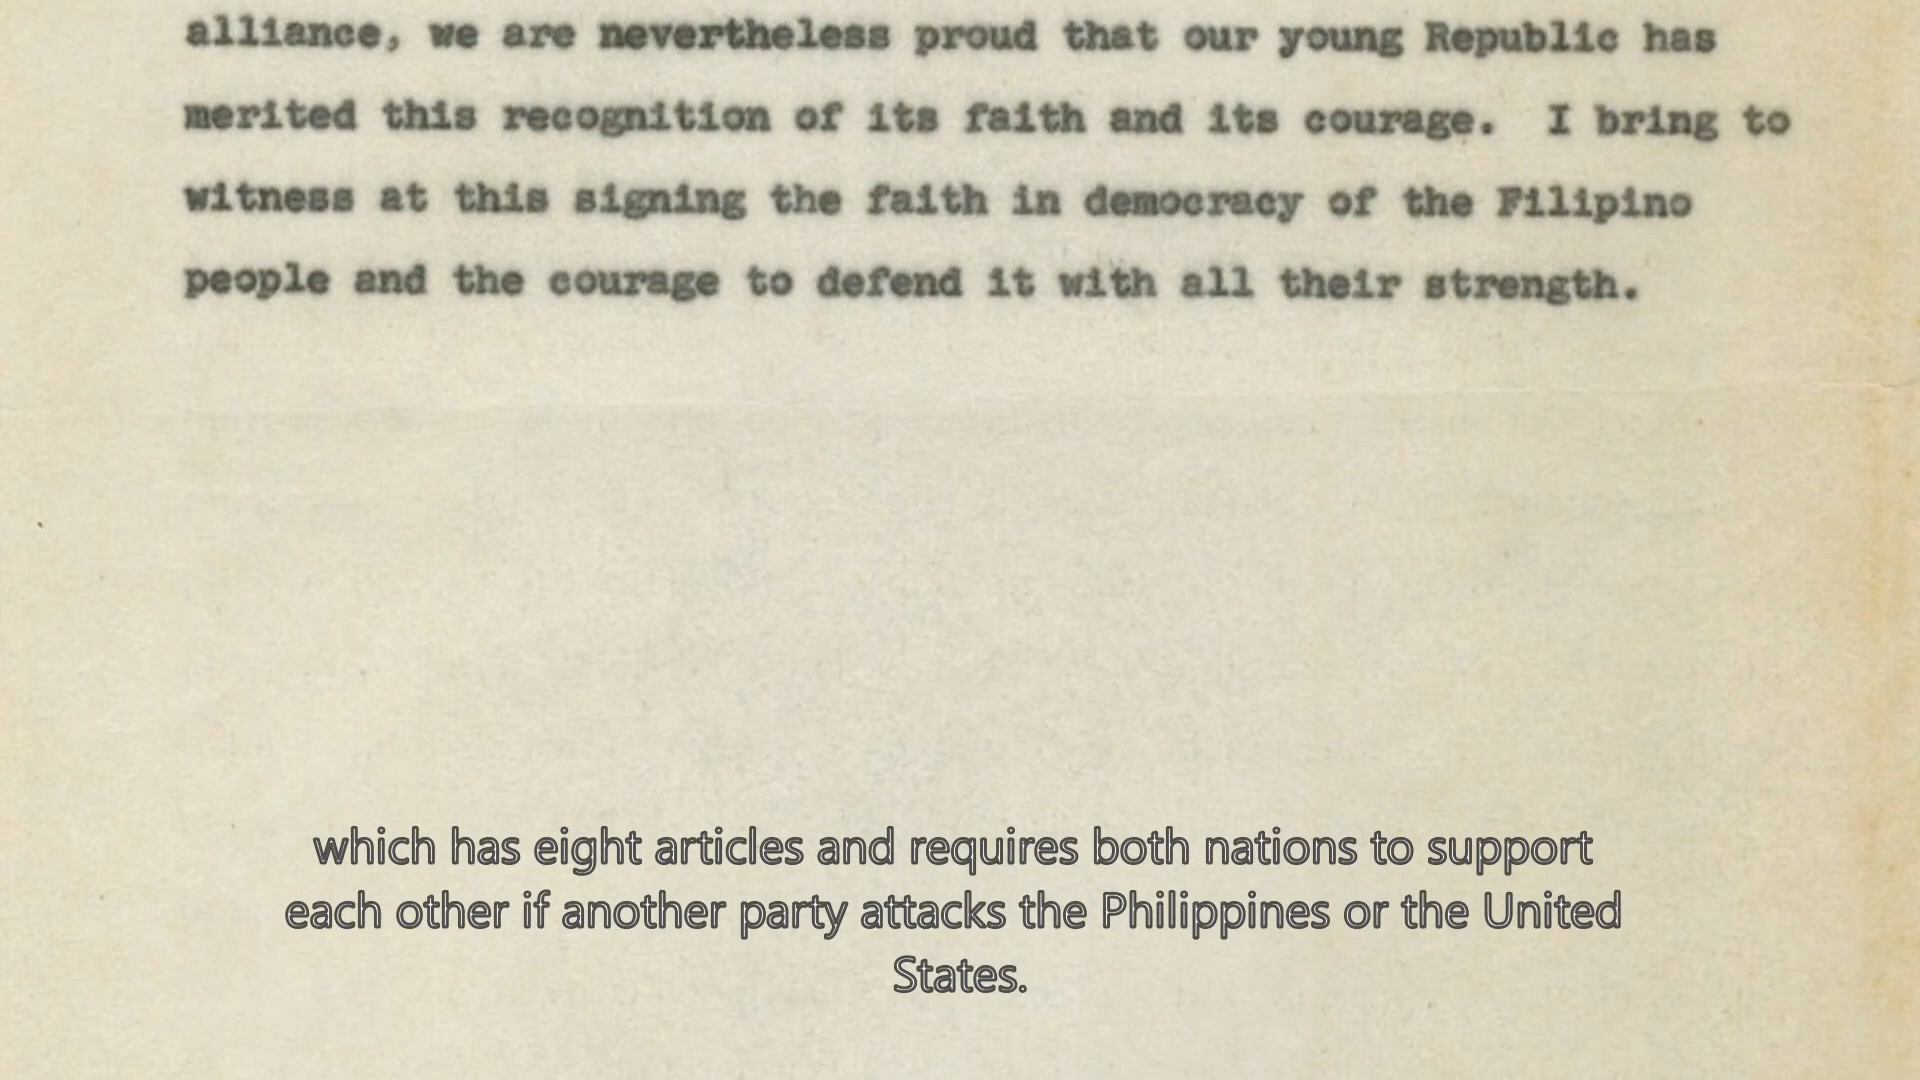 alliance, we are nevertheless proud that our young Republic has
merited this recognition of its faith and its courage. I bring to
witness at this signing the faith in democracy of the Filipino
people and the courage to defend it with all their strength.
which has eight articles and requires both nations to support
each other if another party attacks the Philippines or the United
States.